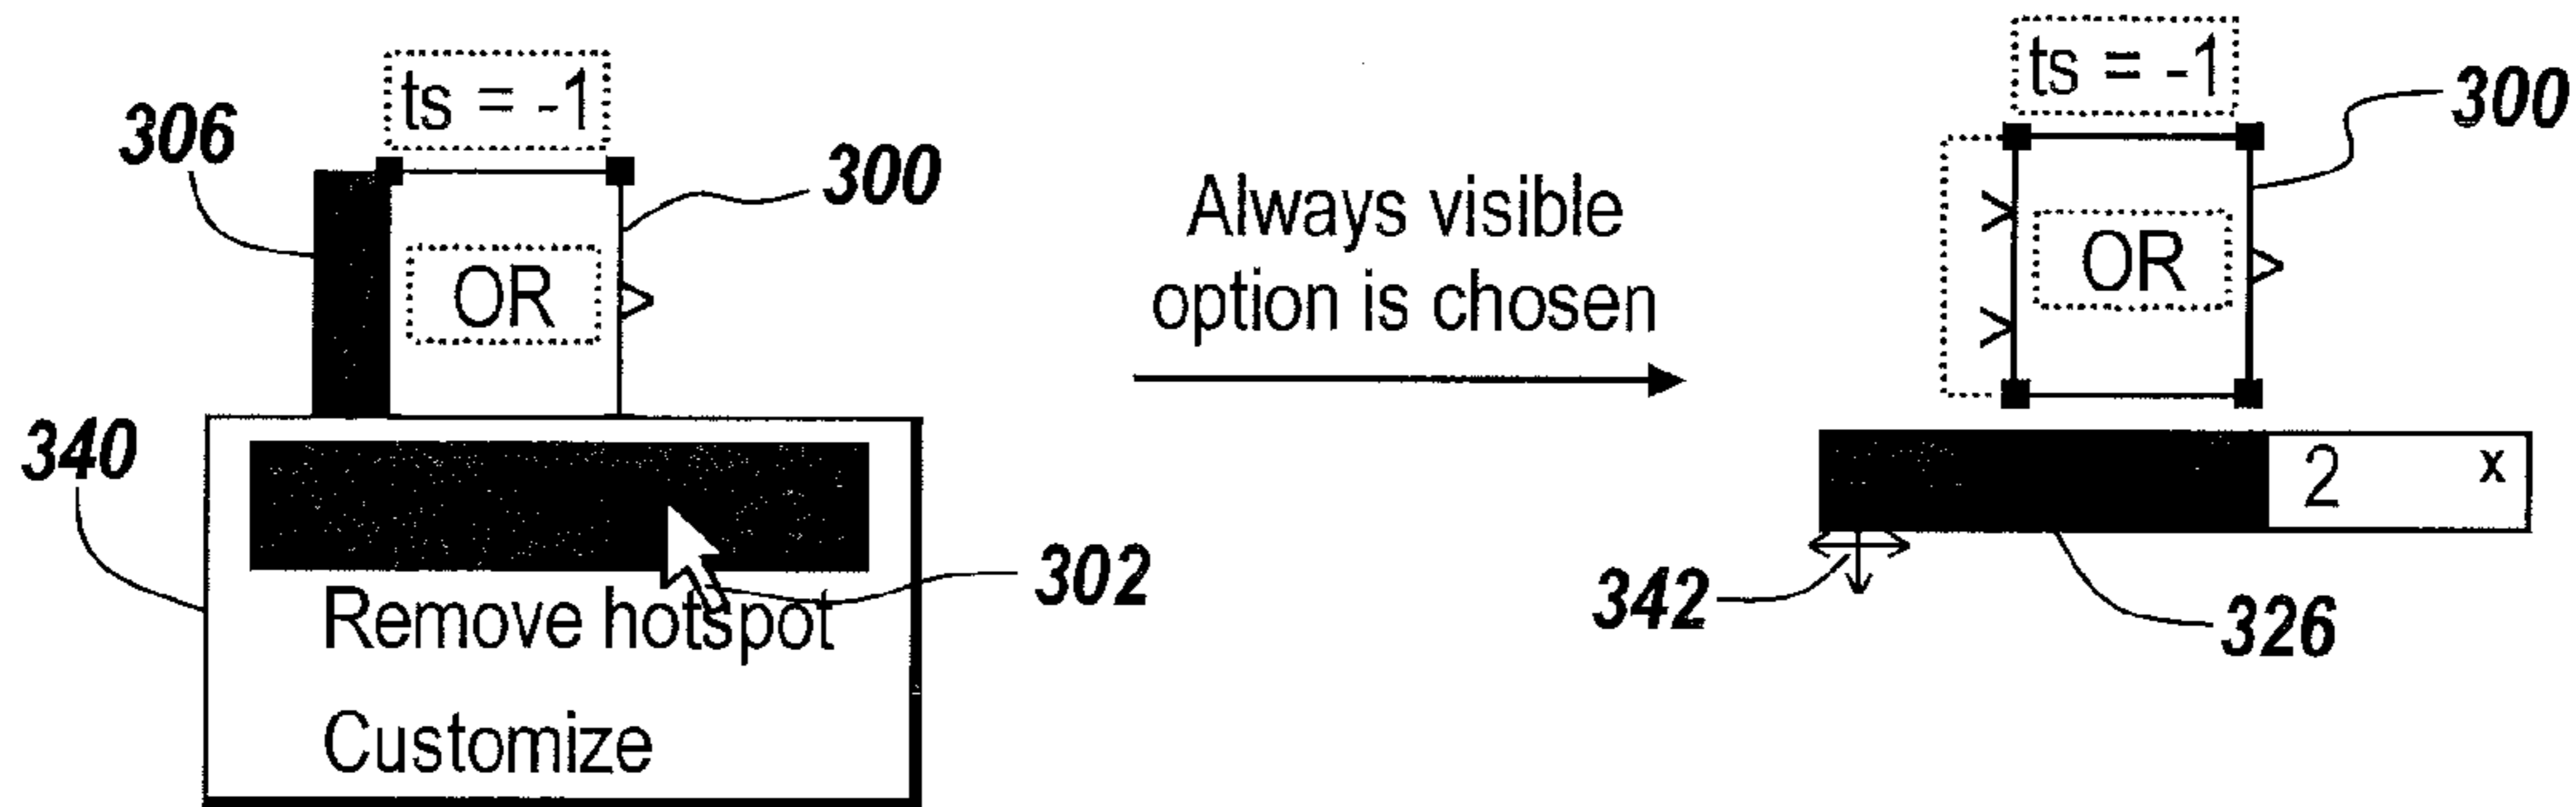 ts = -1
306
300
OR
340
302
Remove hotspot
Customize
Always visible
option is chosen
ts = -1
300
OR
2 x
342
326